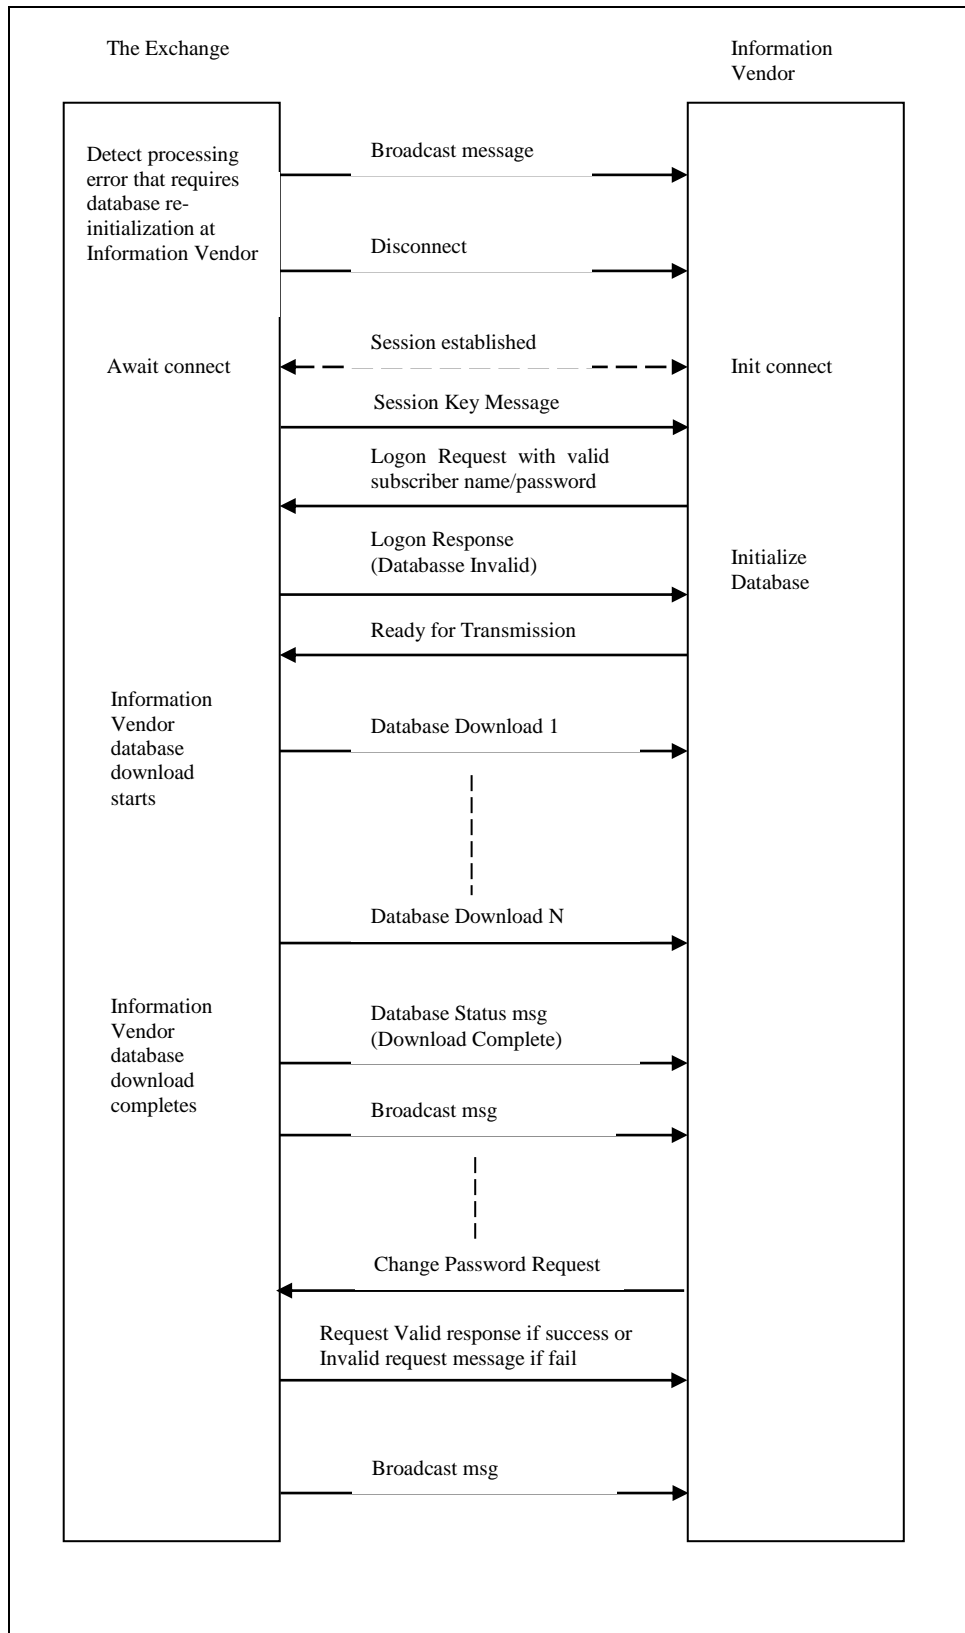 The Exchange
Information
Vendor
Detect processing
error that requires
database re-
initialization at
Information Vendor
Broadcast message
Disconnect
Await connect
Session established
Init connect
Session Key Message
Logon Request with valid
subscriber name/password
Logon Response
(Databasse Invalid)
Initialize
Database
Ready for Transmission
Information
Vendor
database
download
starts
Database Download 1
Database Download N
Information
Vendor
database
download
completes
Database Status msg
(Download Complete)
Broadcast msg
Change Password Request
Request Valid response if success or
Invalid request message if fail
Broadcast msg